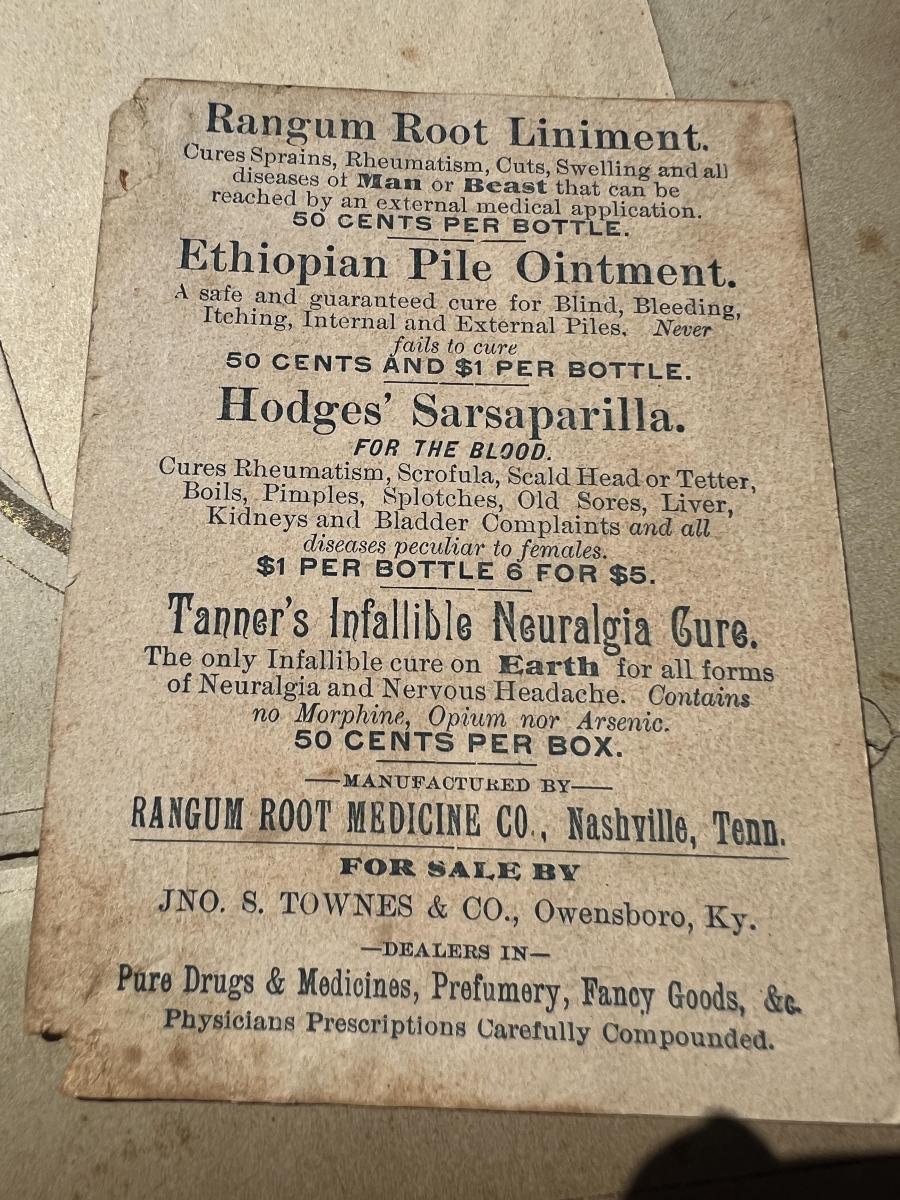 Rangum Root Liniment.
Cures Sprains, Rheumatism, Cuts, Swelling and all
diseases of Man or Beast that can be
reached by an external medical application.
50 CENTS PER BOTTLE.
Ethiopian Pile Ointment.
A safe and guaranteed cure for Blind, Bleeding,
Itching, Internal and External Piles. Never
fails to cure
50 CENTS AND $1 PER BOTTLE.
Hodges' Sarsaparilla.
FOR THE BLOOD.
Cures Rheumatism, Scrofula, Scald Head or Tetter,
Boils, Pimples, Splotches, Old Sores, Liver,
Kidneys and Bladder Complaints and all
diseases peculiar to females.
$1 PER BOTTLE 6 FOR $5.
Tanner's Infallible Neuralgia Cure.
The only Infallible cure on Earth for all forms
of Neuralgia and Nervous Headache. Contains
no Morphine, Opium nor Arsenic.
50 CENTS PER BOX.
—MANUFACTURED BY—
RANGUM ROOT MEDICINE CO., Nashville, Tenn.
FOR SALE BY
JNO. S. TOWNES & CO., Owensboro, Ky.
—DEALERS IN—
Pure Drugs & Medicines, Prefumery, Fancy Goods, &c.
Physicians Prescriptions Carefully Compounded.